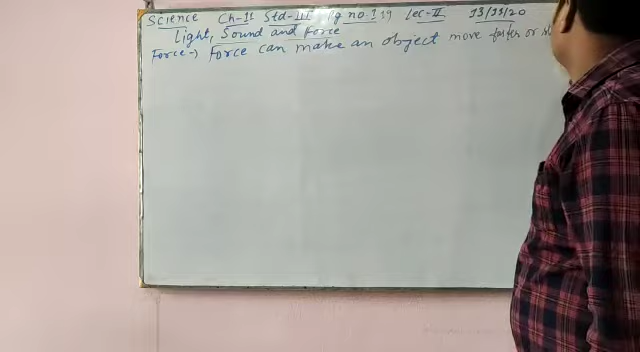 Science Ch-11 Std-III Pg no. 119 Lec-II 13/11/20
Light, Sound and Force
Force → Force can make an object move faster or